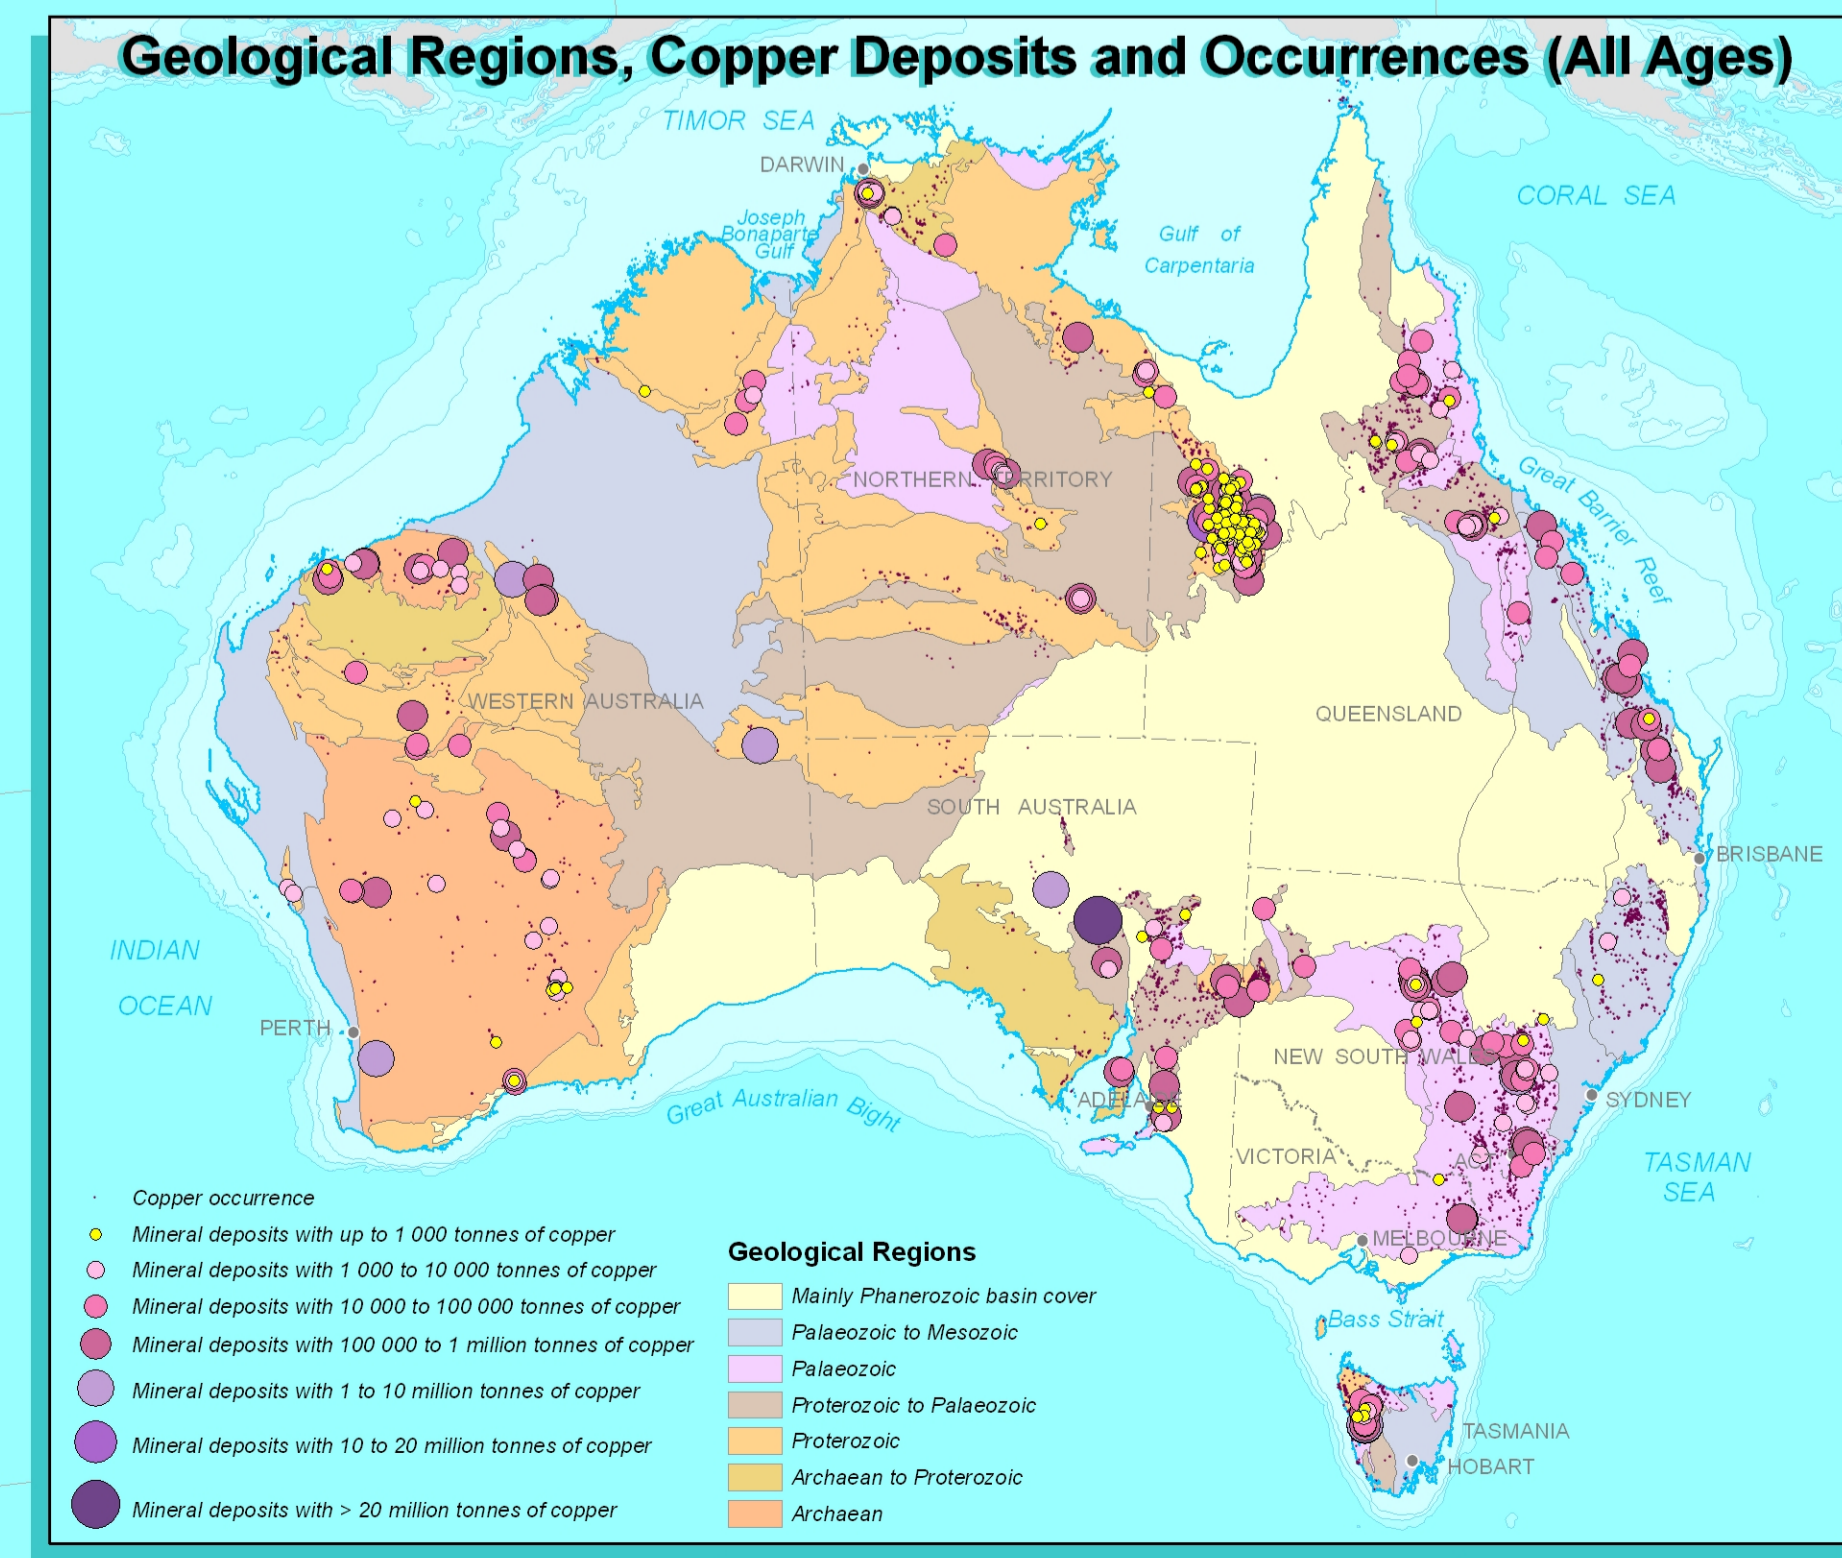 Geological Regions, Copper Deposits and Occurrences (All Ages)
TIMOR SEA
DARWIN
CORAL SEA
Joseph
Bonaparte
Gulf
Gulf of
Carpentaria
Great Barrier Reef
NORTHERN TERRITORY
WESTERN AUSTRALIA
QUEENSLAND
SOUTH AUSTRALIA
BRISBANE
INDIAN
OCEAN
PERTH
NEW SOUTH WALES
Great Australian Bight
ADELAIDE
SYDNEY
VICTORIA
ACT
TASMAN
SEA
MELBOURNE
Bass Strait
TASMANIA
HOBART
Copper occurrence
Mineral deposits with up to 1 000 tonnes of copper
Mineral deposits with 1 000 to 10 000 tonnes of copper
Mineral deposits with 10 000 to 100 000 tonnes of copper
Mineral deposits with 100 000 to 1 million tonnes of copper
Mineral deposits with 1 to 10 million tonnes of copper
Mineral deposits with 10 to 20 million tonnes of copper
Mineral deposits with > 20 million tonnes of copper
Geological Regions
Mainly Phanerozoic basin cover
Palaeozoic to Mesozoic
Palaeozoic
Proterozoic to Palaeozoic
Proterozoic
Archaean to Proterozoic
Archaean